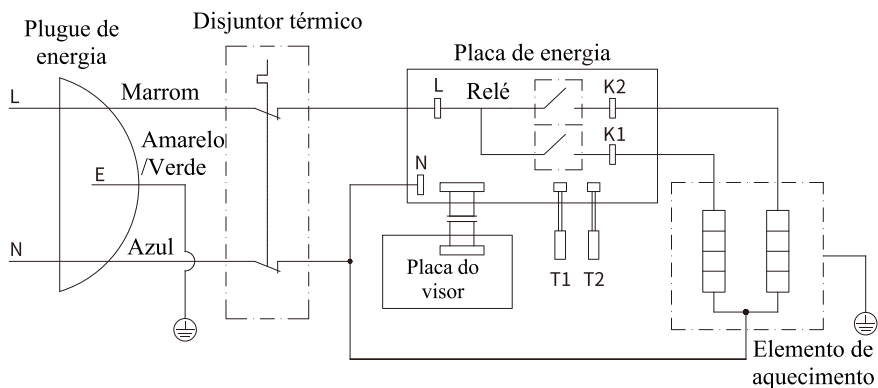 Plugue de
energia
Disjuntor térmico
Placa de energia
L
Marrom
L
Relé
K2
K1
Amarelo
/Verde
E
N
N
Azul
Placa do
visor
T1
T2
Elemento de
aquecimento